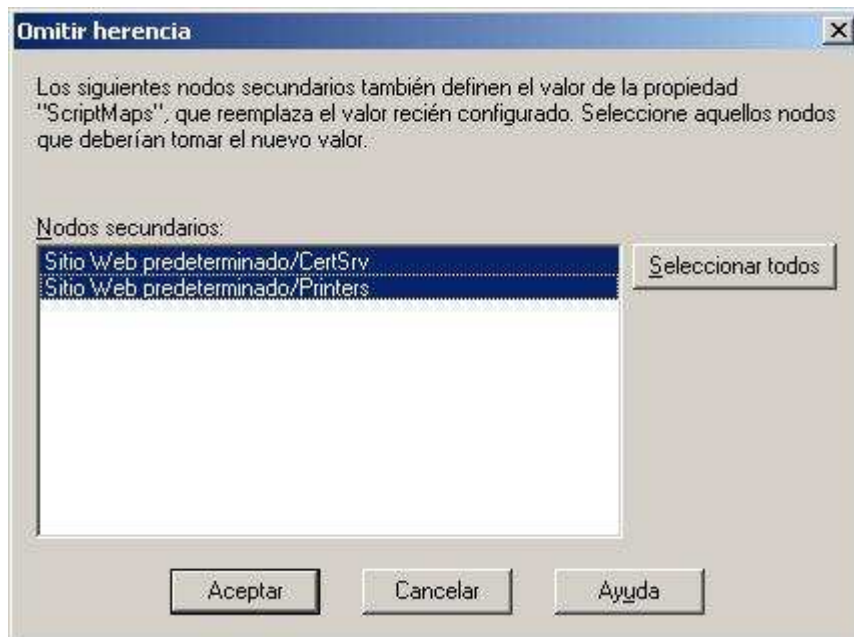 Omitir herencia
Los siguientes nodos secundarios también definen el valor de la propiedad
"ScriptMaps", que reemplaza el valor recién configurado. Seleccione aquellos nodos
que deberían tomar el nuevo valor.
Nodos secundarios:
Sitio Web predeterminado/CertSrv
Sitio Web predeterminado/Printers
Seleccionar todos
Aceptar
Cancelar
Ayuda